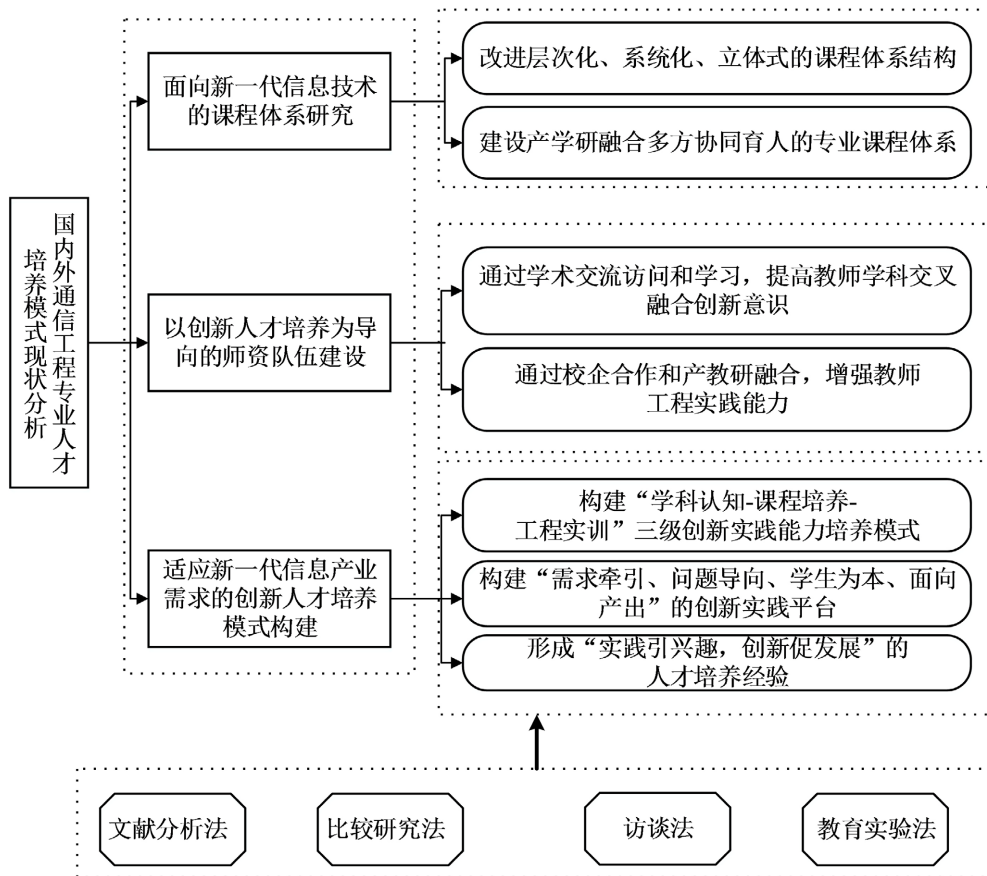 国内外通信工程专业人才
培养模式现状分析
面向新一代信息技术
的课程体系研究
改进层次化、系统化、立体式的课程体系结构
建设产学研融合多方协同育人的专业课程体系
以创新人才培养为导
向的师资队伍建设
通过学术交流访问和学习，提高教师学科交叉
融合创新意识
通过校企合作和产教研融合，增强教师
工程实践能力
适应新一代信息产业
需求的创新人才培养
模式构建
构建“学科认知-课程培养-
工程实训”三级创新实践能力培养模式
构建“需求牵引、问题导向、学生为本、面向
产出”的创新实践平台
形成“实践引兴趣，创新促发展”的
人才培养经验
文献分析法
比较研究法
访谈法
教育实验法